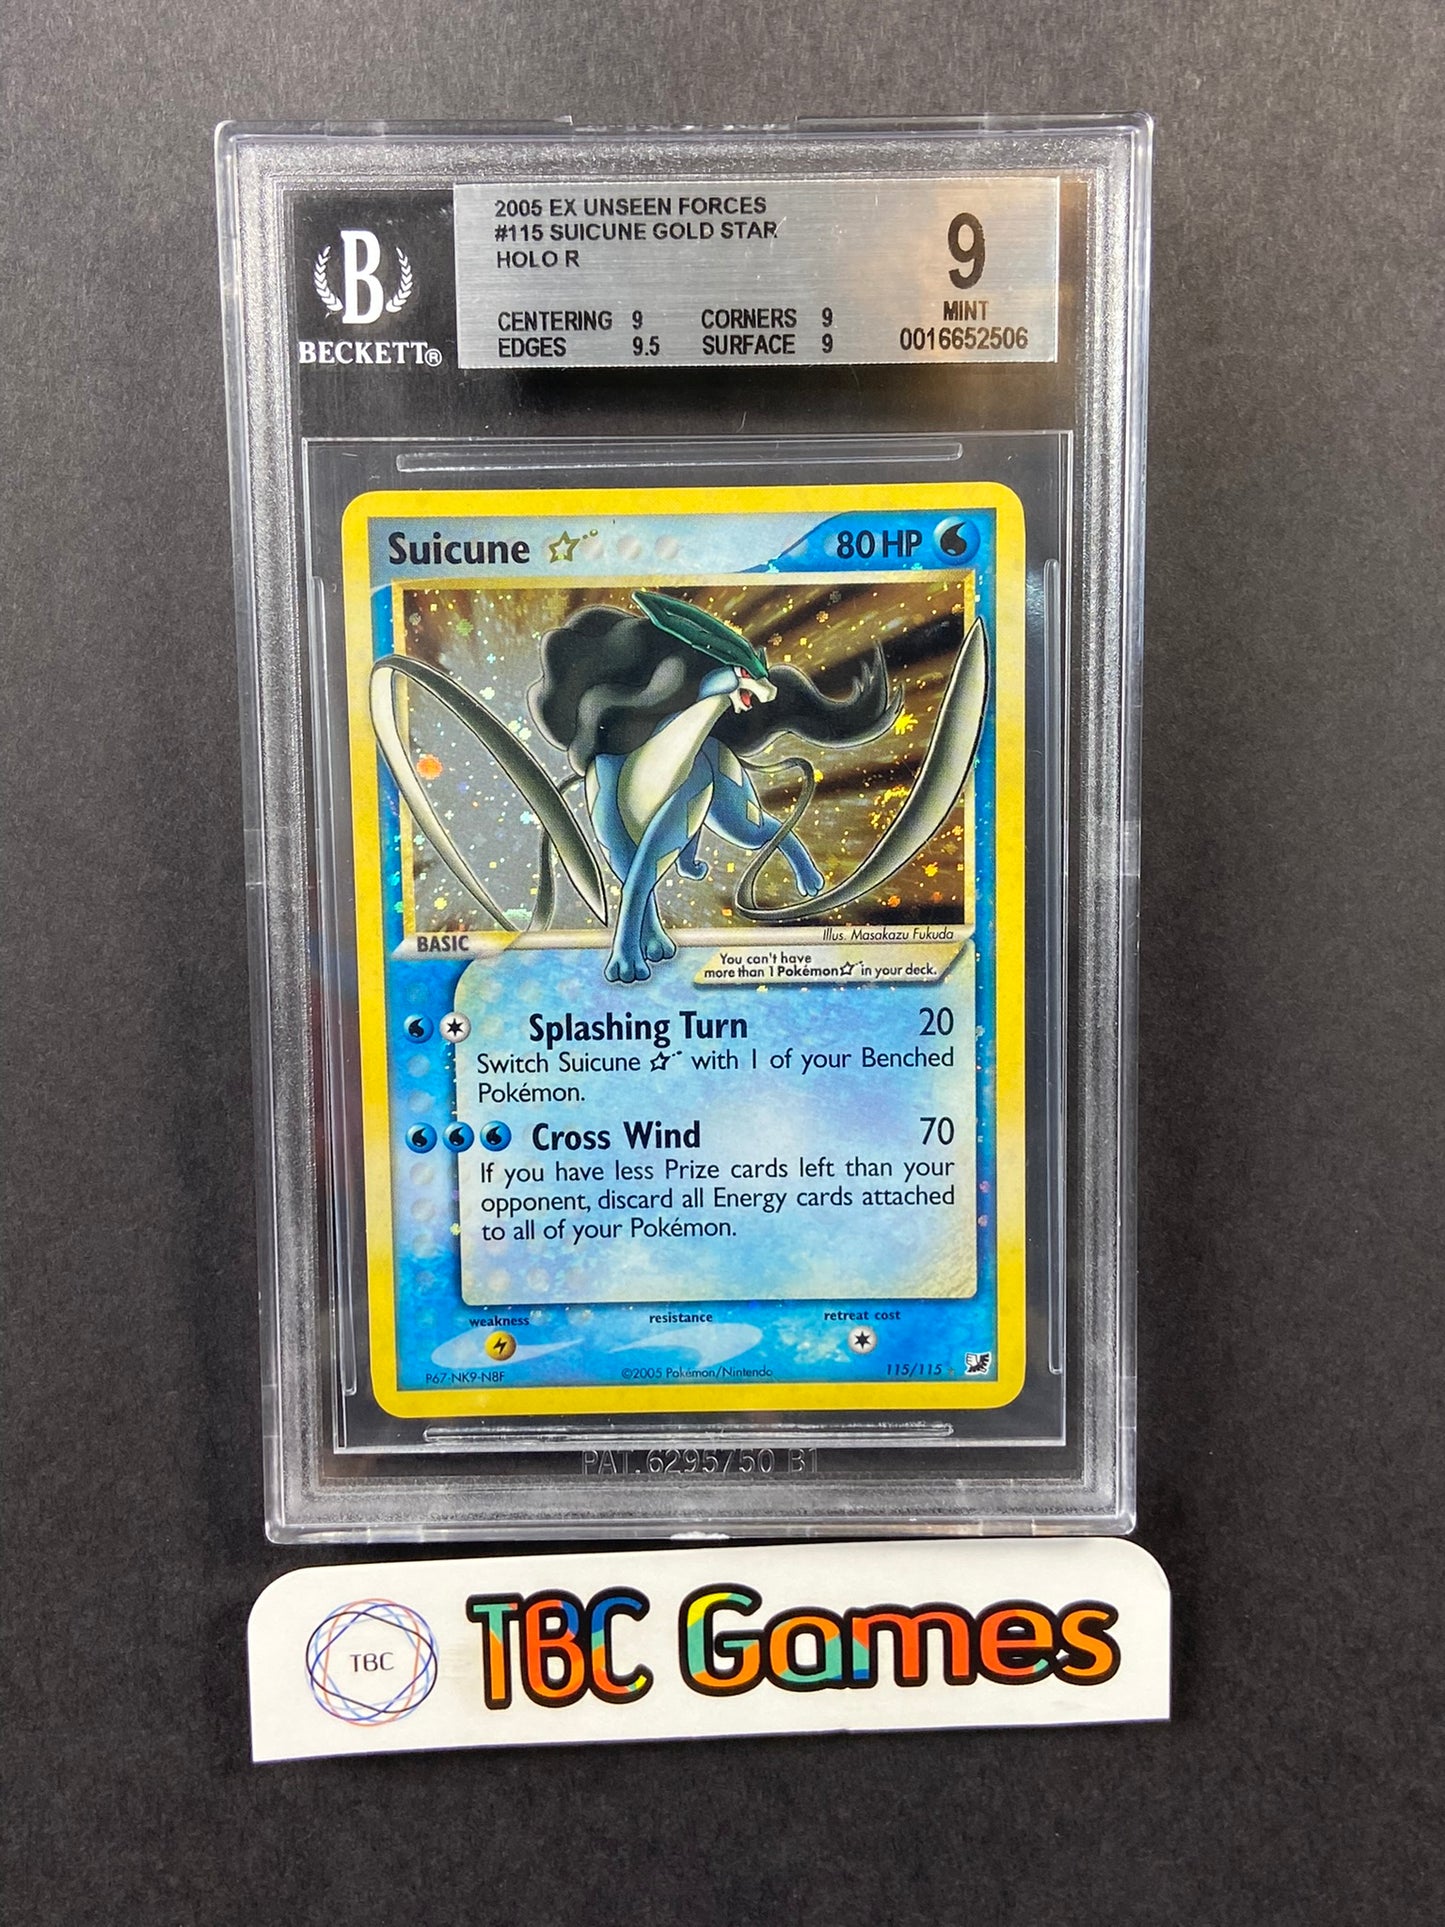 2005 EX UNSEEN FORCES
#115 SUICUNE GOLD STAR
HOLO R
9
MINT
0016652506
CENTERING 9 CORNERS 9
EDGES 9.5 SURFACE 9
B
BECKETT®
Suicune
80 HP
BASIC
Illus. Masakazu Fukuda
You can't have
more than 1 Pokémon☆ in your deck.
Splashing Turn 20
Switch Suicune ☆ with 1 of your Benched
Pokémon.
Cross Wind 70
If you have less Prize cards left than your
opponent, discard all Energy cards attached
to all of your Pokémon.
weakness resistance retreat cost
P67-NK9-N8F ©2005 Pokémon/Nintendo 115/115
PAT. 6295750 B1
TBC
TBC Games